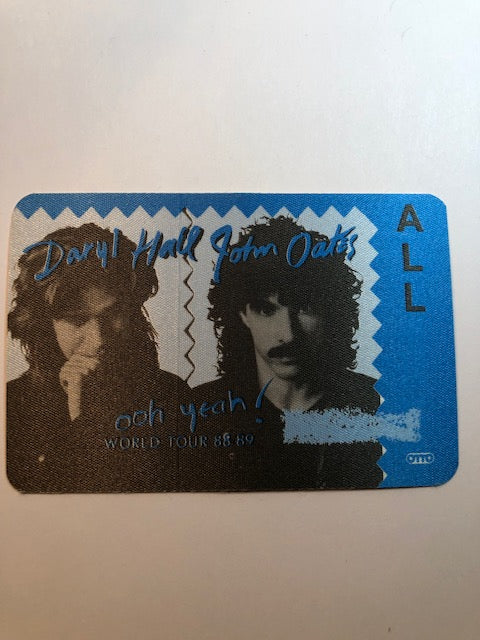 Daryl Hall John Oates
ALL
ooh yeah!
WORLD TOUR 88 89
OTTO